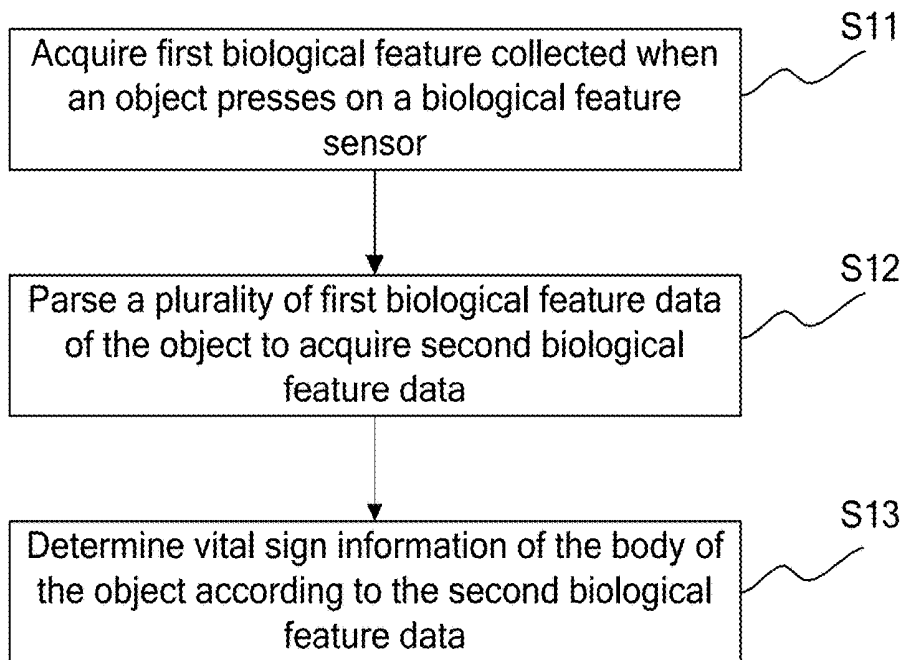 S11
Acquire first biological feature collected when
an object presses on a biological feature
sensor
S12
Parse a plurality of first biological feature data
of the object to acquire second biological
feature data
S13
Determine vital sign information of the body of
the object according to the second biological
feature data